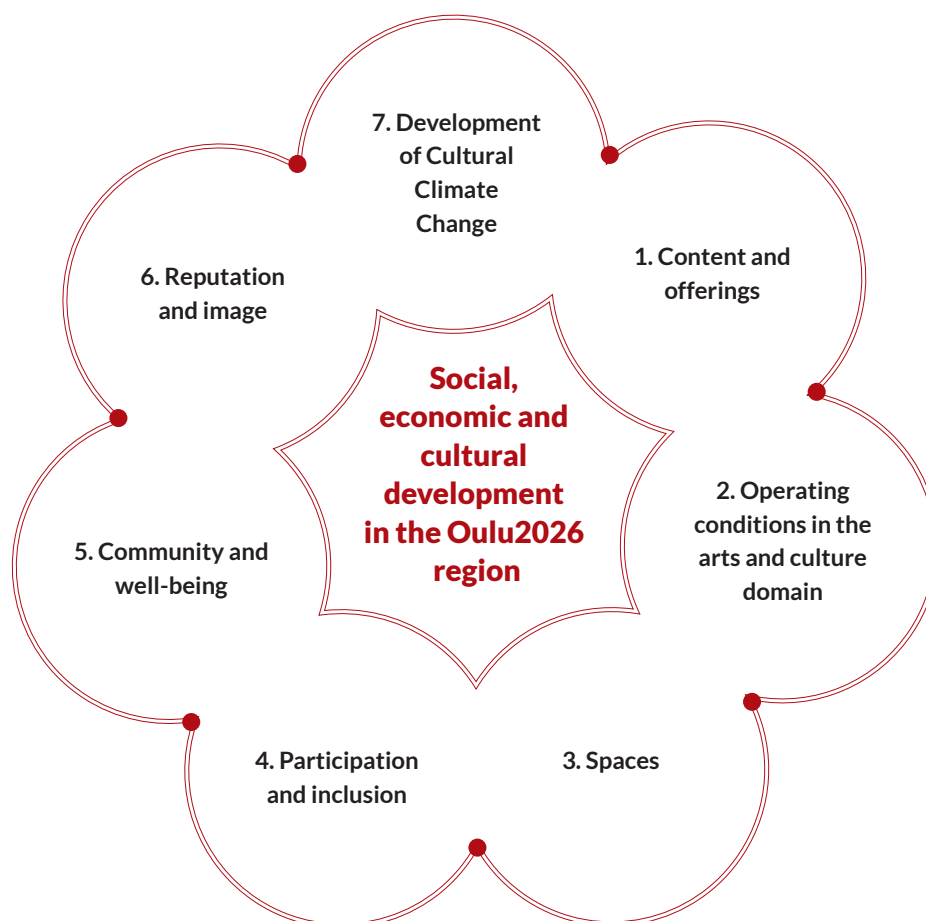 7. Development
of Cultural
Climate
Change
1. Content and
offerings
2. Operating
conditions in the
arts and culture
domain
3. Spaces
4. Participation
and inclusion
5. Community and
well-being
6. Reputation
and image
Social,
economic and
cultural
development
in the Oulu2026
region